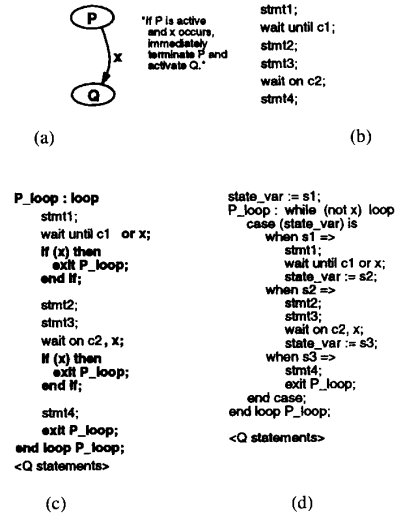 P
x
Q
"If P is active
and x occurs,
immediately
terminate P and
activate Q."
(a)
stmt1;
wait until c1;
stmt2;
stmt3;
wait on c2;
stmt4;
(b)
P_loop : loop
stmt1;
wait until c1 or x;
if (x) then
exit P_loop;
end if;
stmt2;
stmt3;
wait on c2, x;
if (x) then
exit P_loop;
end if;
stmt4;
exit P_loop;
end loop P_loop;
<Q statements>
(c)
state_var := s1;
P_loop : while (not x) loop
case (state_var) is
when s1 =>
stmt1;
wait until c1 or x;
state_var := s2;
when s2 =>
stmt2;
stmt3;
wait on c2, x;
state_var := s3;
when s3 =>
stmt4;
exit P_loop;
end case;
end loop P_loop;
<Q statements>
(d)